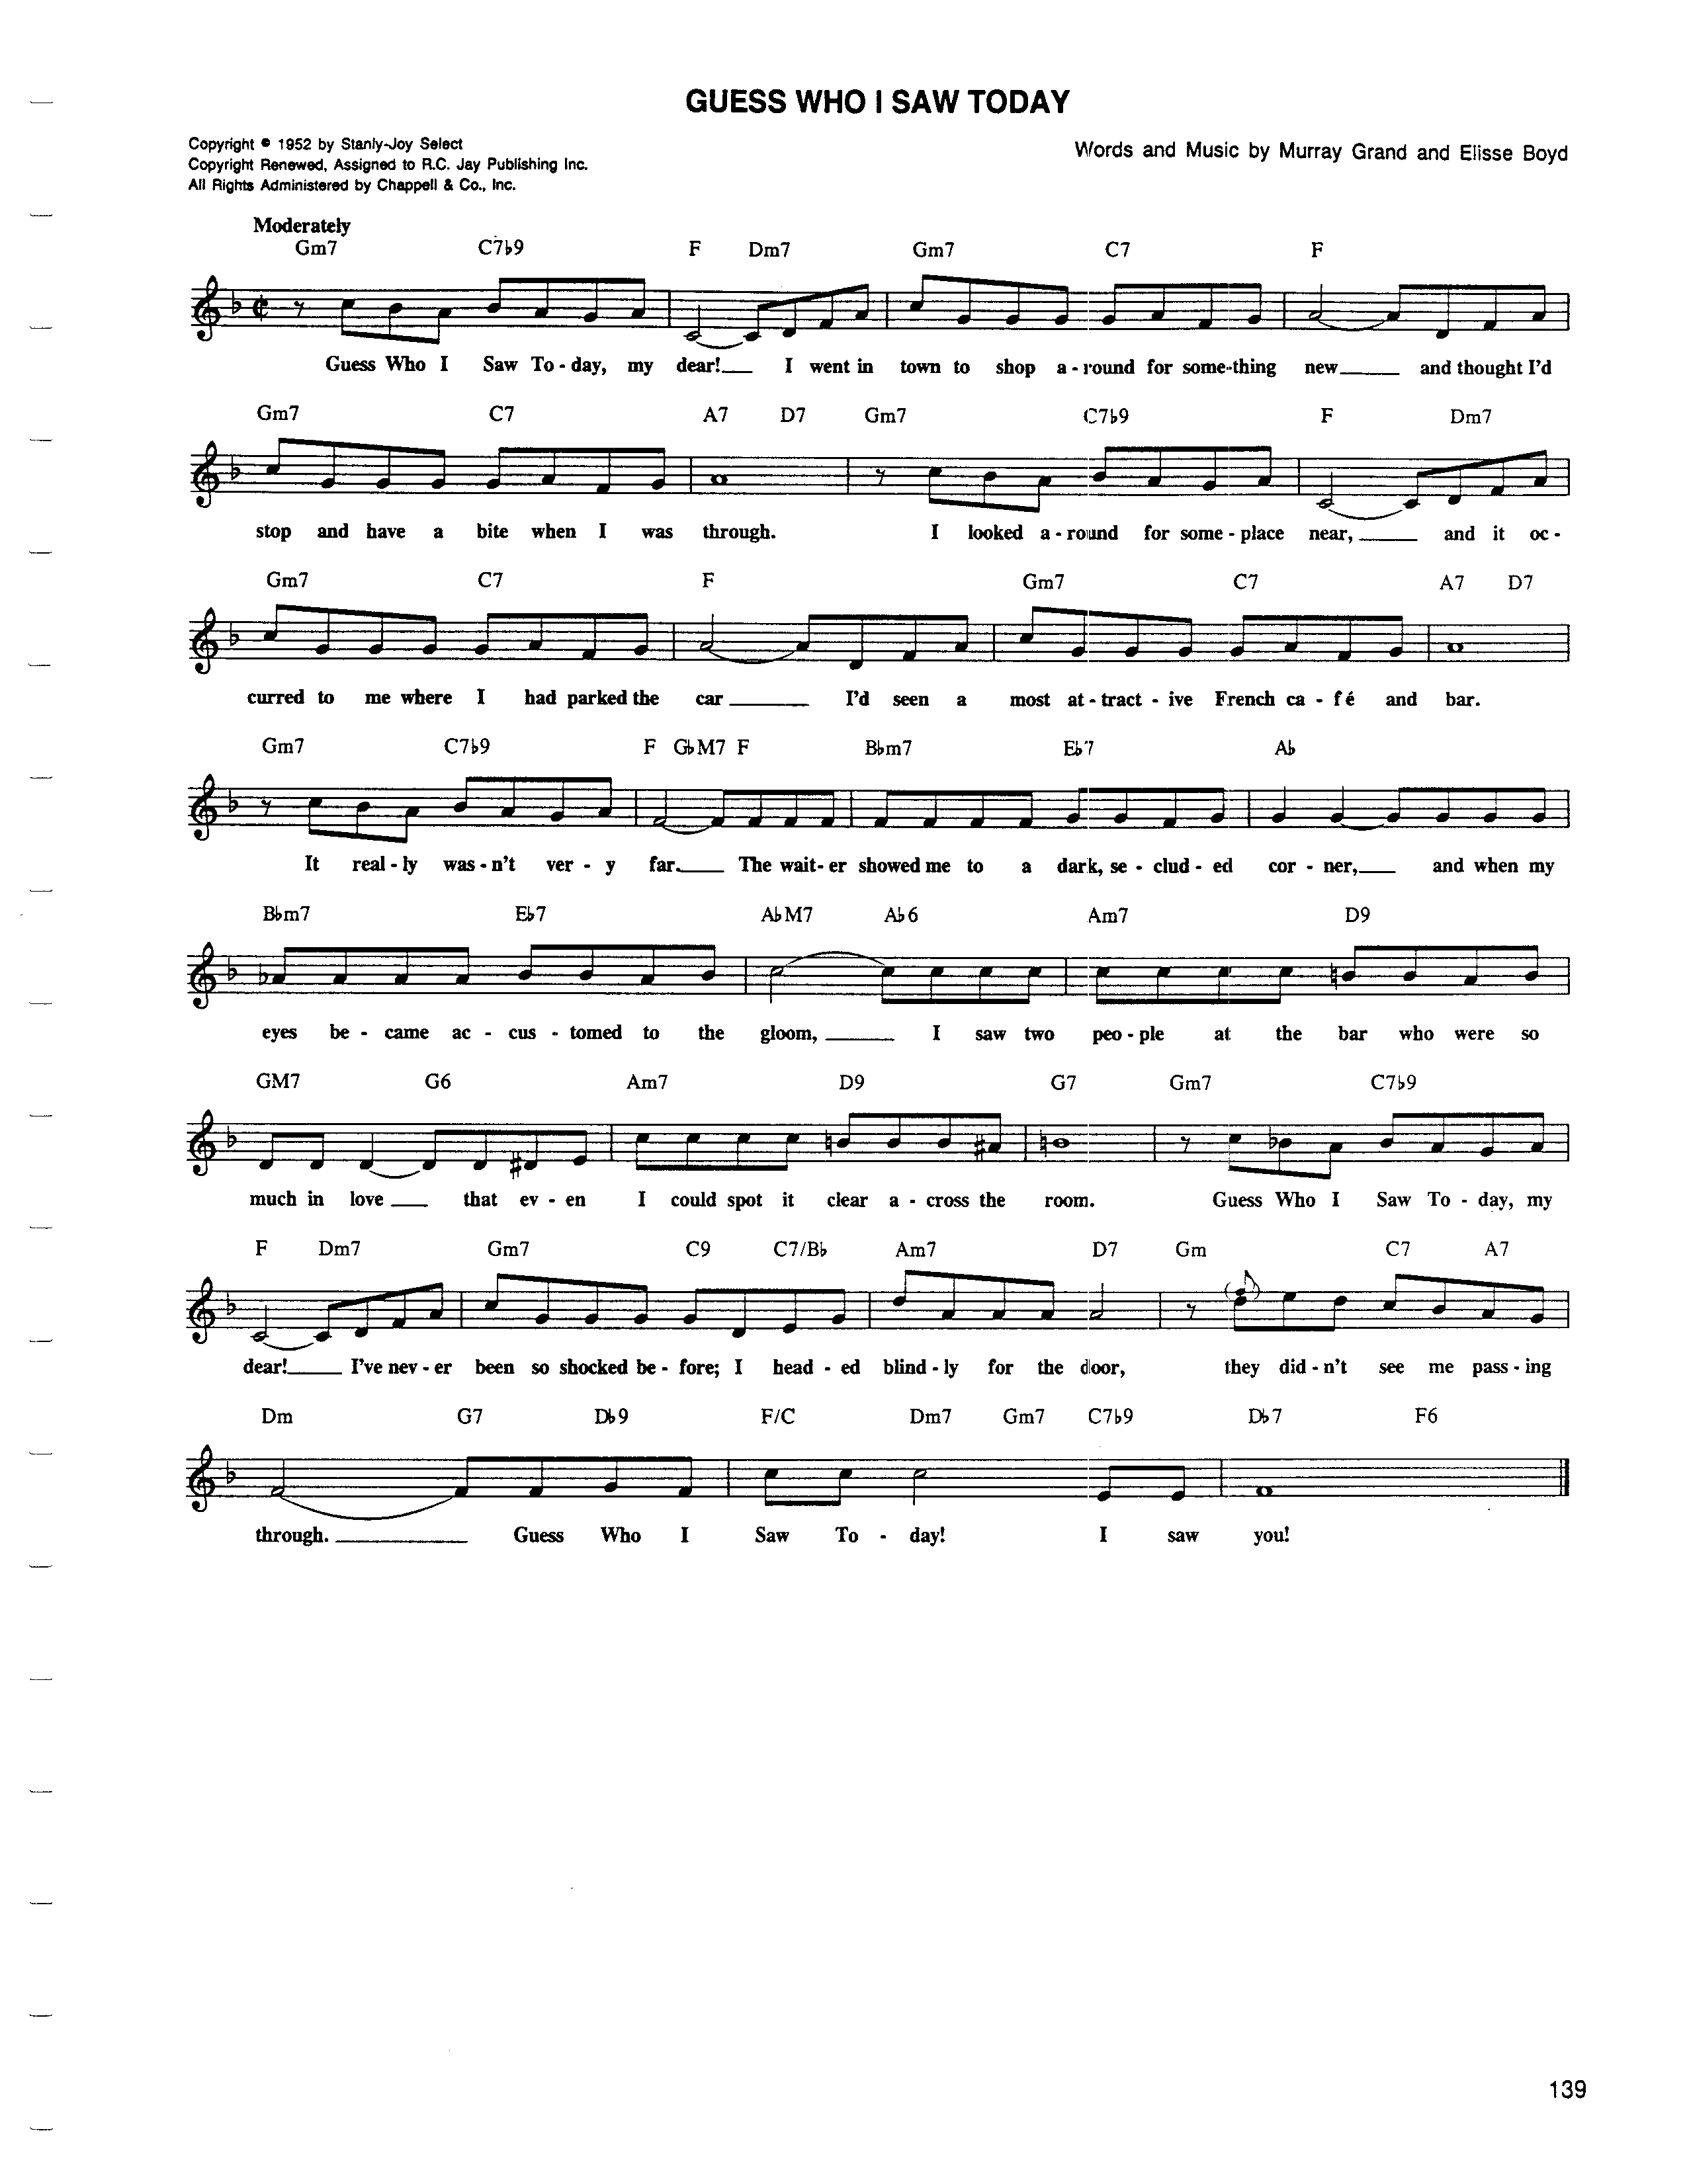 GUESS WHO I SAW TODAY
Copyright © 1952 by Stanly-Joy Select
Copyright Renewed, Assigned to R.C. Jay Publishing Inc.
All Rights Administered by Chappell & Co., Inc.
Words and Music by Murray Grand and Elisse Boyd
Moderately
Gm7 C7♭9 F Dm7 Gm7 C7 F
Guess Who I Saw To - day, my dear! I went in town to shop a - round for some-thing new and thought I'd
Gm7 C7 A7 D7 Gm7 C7♭9 F Dm7
stop and have a bite when I was through. I looked a - round for some - place near, and it oc -
Gm7 C7 F Gm7 C7 A7 D7
curred to me where I had parked the car I'd seen a most at - tract - ive French ca - fé and bar.
Gm7 C7♭9 F G♭M7 F B♭m7 E♭7 A♭
It real - ly was - n't ver - y far. The wait - er showed me to a dark, se - clud - ed cor - ner, and when my
B♭m7 E♭7 A♭M7 A♭6 Am7 D9
eyes be - came ac - cus - tomed to the gloom, I saw two peo - ple at the bar who were so
GM7 G6 Am7 D9 G7 Gm7 C7♭9
much in love that ev - en I could spot it clear a - cross the room. Guess Who I Saw To - day, my
F Dm7 Gm7 C9 C7/B♭ Am7 D7 Gm C7 A7
dear! I've nev - er been so shocked be - fore; I head - ed blind - ly for the door, they did - n't see me pass - ing
Dm G7 D♭9 F/C Dm7 Gm7 C7♭9 D♭7 F6
through. Guess Who I Saw To - day! I saw you!
139